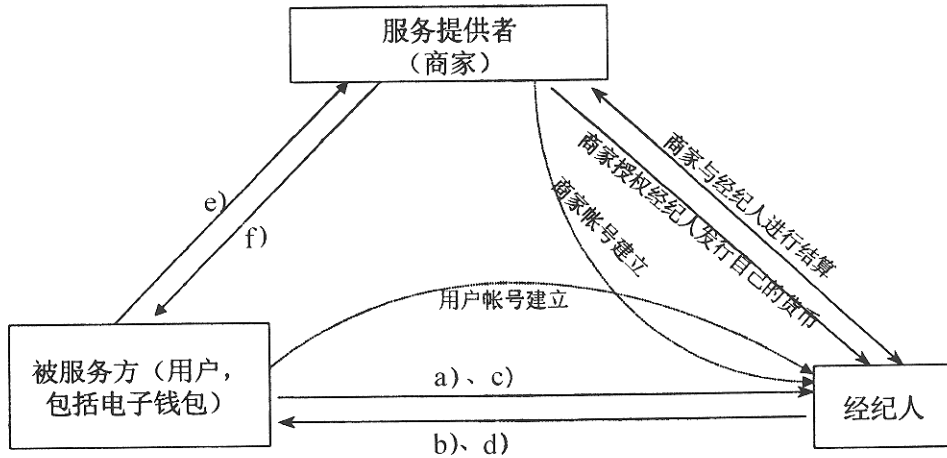 服务提供者
（商家）
e)
f)
商家帐号建立
商家授权经纪人发行自己的货币
商家与经纪人进行结算
用户帐号建立
被服务方（用户，
包括电子钱包）
a)、c)
b)、d)
经纪人